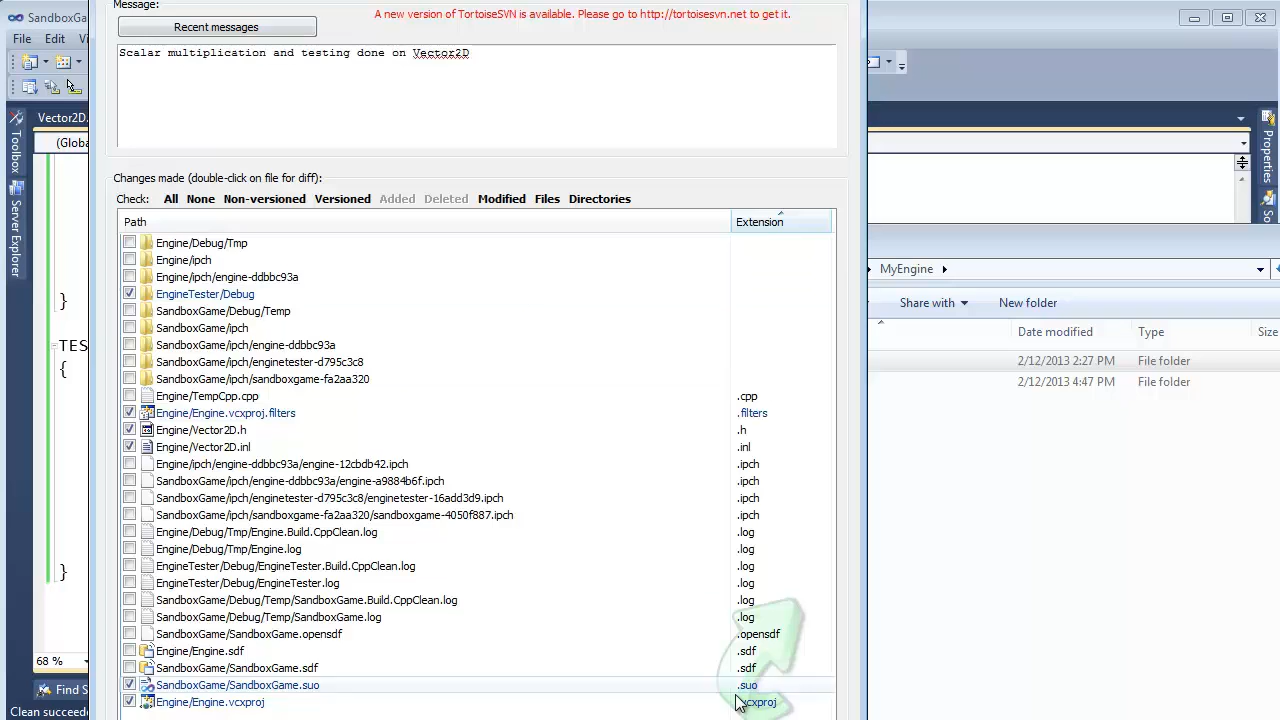 Message:
A new version of TortoiseSVN is available. Please go to http://tortoisesvn.net to get it.
SandboxGa
File Edit Vi
Recent messages
Scalar multiplication and testing done on Vector2D
Vector2D.
(Globa
Toolbox
Server Explorer
Properties
So
Changes made (double-click on file for diff):
Check: All None Non-versioned Versioned Added Deleted Modified Files Directories
Path Extension
Engine/Debug/Tmp
Engine/ipch
Engine/ipch/engine-ddbbc93a
EngineTester/Debug
SandboxGame/Debug/Temp
SandboxGame/ipch
SandboxGame/ipch/engine-ddbbc93a
SandboxGame/ipch/enginetester-d795c3c8
SandboxGame/ipch/sandboxgame-fa2aa320
Engine/TempCpp.cpp .cpp
Engine/Engine.vcxproj.filters .filters
Engine/Vector2D.h .h
Engine/Vector2D.inl .inl
Engine/ipch/engine-ddbbc93a/engine-12cbdb42.ipch .ipch
Engine/ipch/engine-ddbbc93a/engine-a9884b6f.ipch .ipch
SandboxGame/ipch/enginetester-d795c3c8/enginetester-16add3d9.ipch .ipch
SandboxGame/ipch/sandboxgame-fa2aa320/sandboxgame-4050f887.ipch .ipch
Engine/Debug/Tmp/Engine.Build.CppClean.log .log
Engine/Debug/Tmp/Engine.log .log
EngineTester/Debug/EngineTester.Build.CppClean.log .log
EngineTester/Debug/EngineTester.log .log
SandboxGame/Debug/Temp/SandboxGame.Build.CppClean.log .log
SandboxGame/Debug/Temp/SandboxGame.log .log
SandboxGame/SandboxGame.opensdf .opensdf
Engine/Engine.sdf .sdf
SandboxGame/SandboxGame.sdf .sdf
SandboxGame/SandboxGame.suo .suo
Engine/Engine.vcxproj vcxproj
}
TES
{
}
68 %
Find S
Clean succeede
MyEngine
Share with New folder
Date modified Type Size
2/12/2013 2:27 PM File folder
2/12/2013 4:47 PM File folder